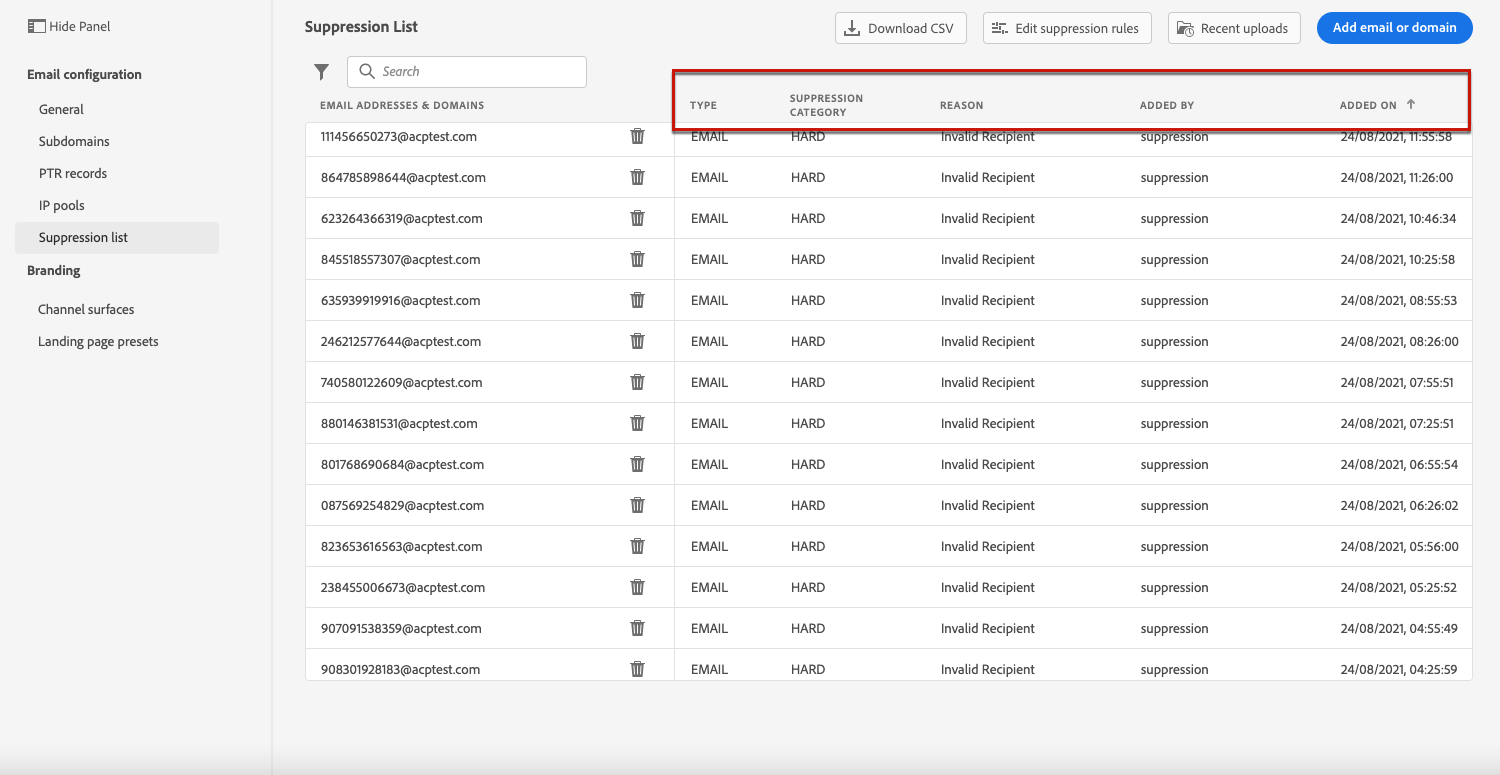 Hide Panel
Email configuration
General
Subdomains
PTR records
IP pools
Suppression list
Branding
Channel surfaces
Landing page presets
Suppression List
Download CSV
Edit suppression rules
Recent uploads
Add email or domain
Search
EMAIL ADDRESSES & DOMAINS TYPE SUPPRESSION CATEGORY REASON ADDED BY ADDED ON
111456650273@acptest.com EMAIL HARD Invalid Recipient suppression 24/08/2021, 11:55:58
864785898644@acptest.com EMAIL HARD Invalid Recipient suppression 24/08/2021, 11:26:00
623264366319@acptest.com EMAIL HARD Invalid Recipient suppression 24/08/2021, 10:46:34
845518557307@acptest.com EMAIL HARD Invalid Recipient suppression 24/08/2021, 10:25:58
635939919916@acptest.com EMAIL HARD Invalid Recipient suppression 24/08/2021, 08:55:53
246212577644@acptest.com EMAIL HARD Invalid Recipient suppression 24/08/2021, 08:26:00
740580122609@acptest.com EMAIL HARD Invalid Recipient suppression 24/08/2021, 07:55:51
880146381531@acptest.com EMAIL HARD Invalid Recipient suppression 24/08/2021, 07:25:51
801768690684@acptest.com EMAIL HARD Invalid Recipient suppression 24/08/2021, 06:55:54
087569254829@acptest.com EMAIL HARD Invalid Recipient suppression 24/08/2021, 06:26:02
823653616563@acptest.com EMAIL HARD Invalid Recipient suppression 24/08/2021, 05:56:00
238455006673@acptest.com EMAIL HARD Invalid Recipient suppression 24/08/2021, 05:25:52
907091538359@acptest.com EMAIL HARD Invalid Recipient suppression 24/08/2021, 04:55:49
908301928183@acptest.com EMAIL HARD Invalid Recipient suppression 24/08/2021, 04:25:59